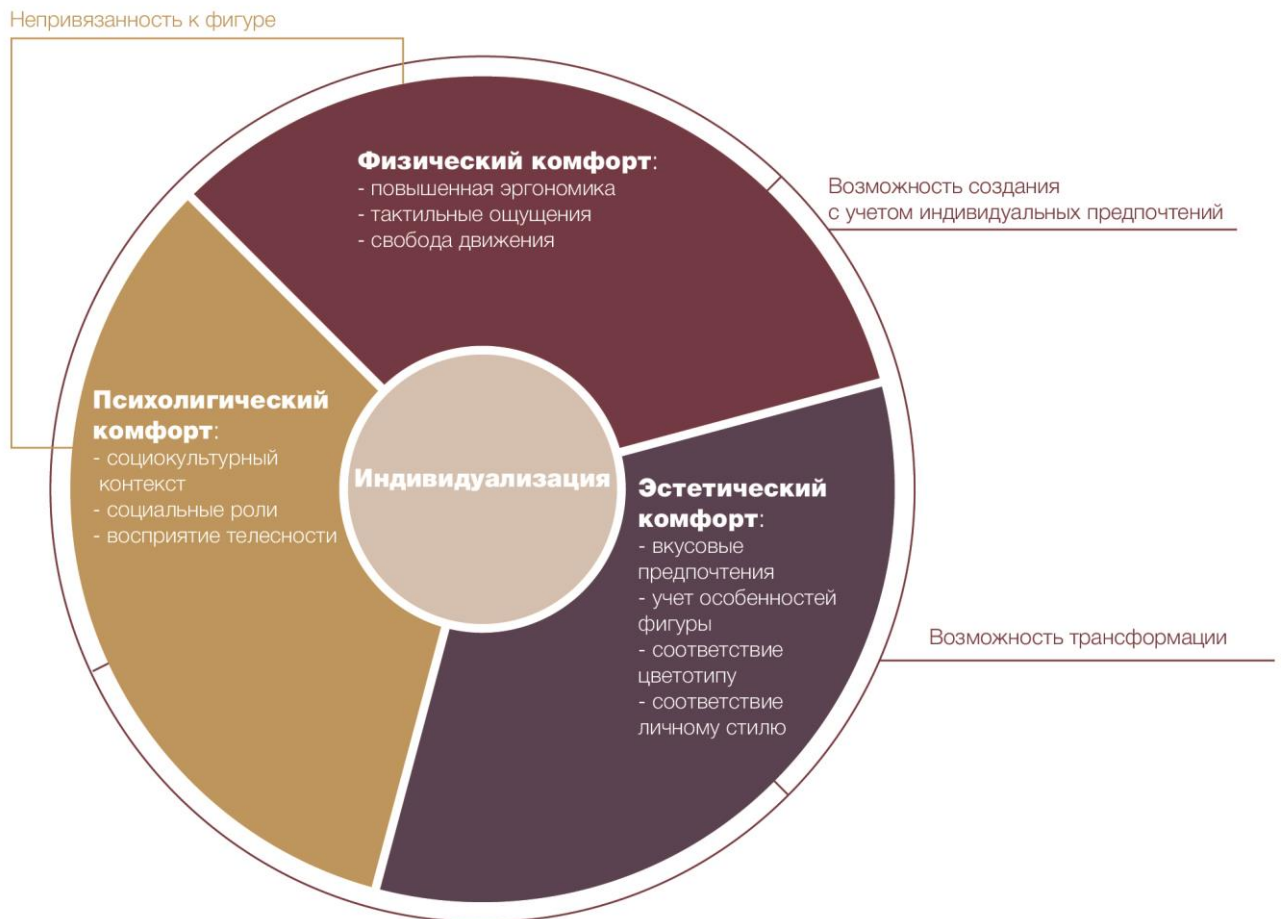 Непривязанность к фигуре
Физический комфорт:
- повышенная эргономика
- тактильные ощущения
- свобода движения
Возможность создания
с учетом индивидуальных предпочтений
Психолигический
комфорт:
- социокультурный
контекст
- социальные роли
- восприятие телесности
Индивидуализация
Эстетический
комфорт:
- вкусовые
предпочтения
- учет особенностей
фигуры
- соответствие
цветотипу
- соответствие
личному стилю
Возможность трансформации